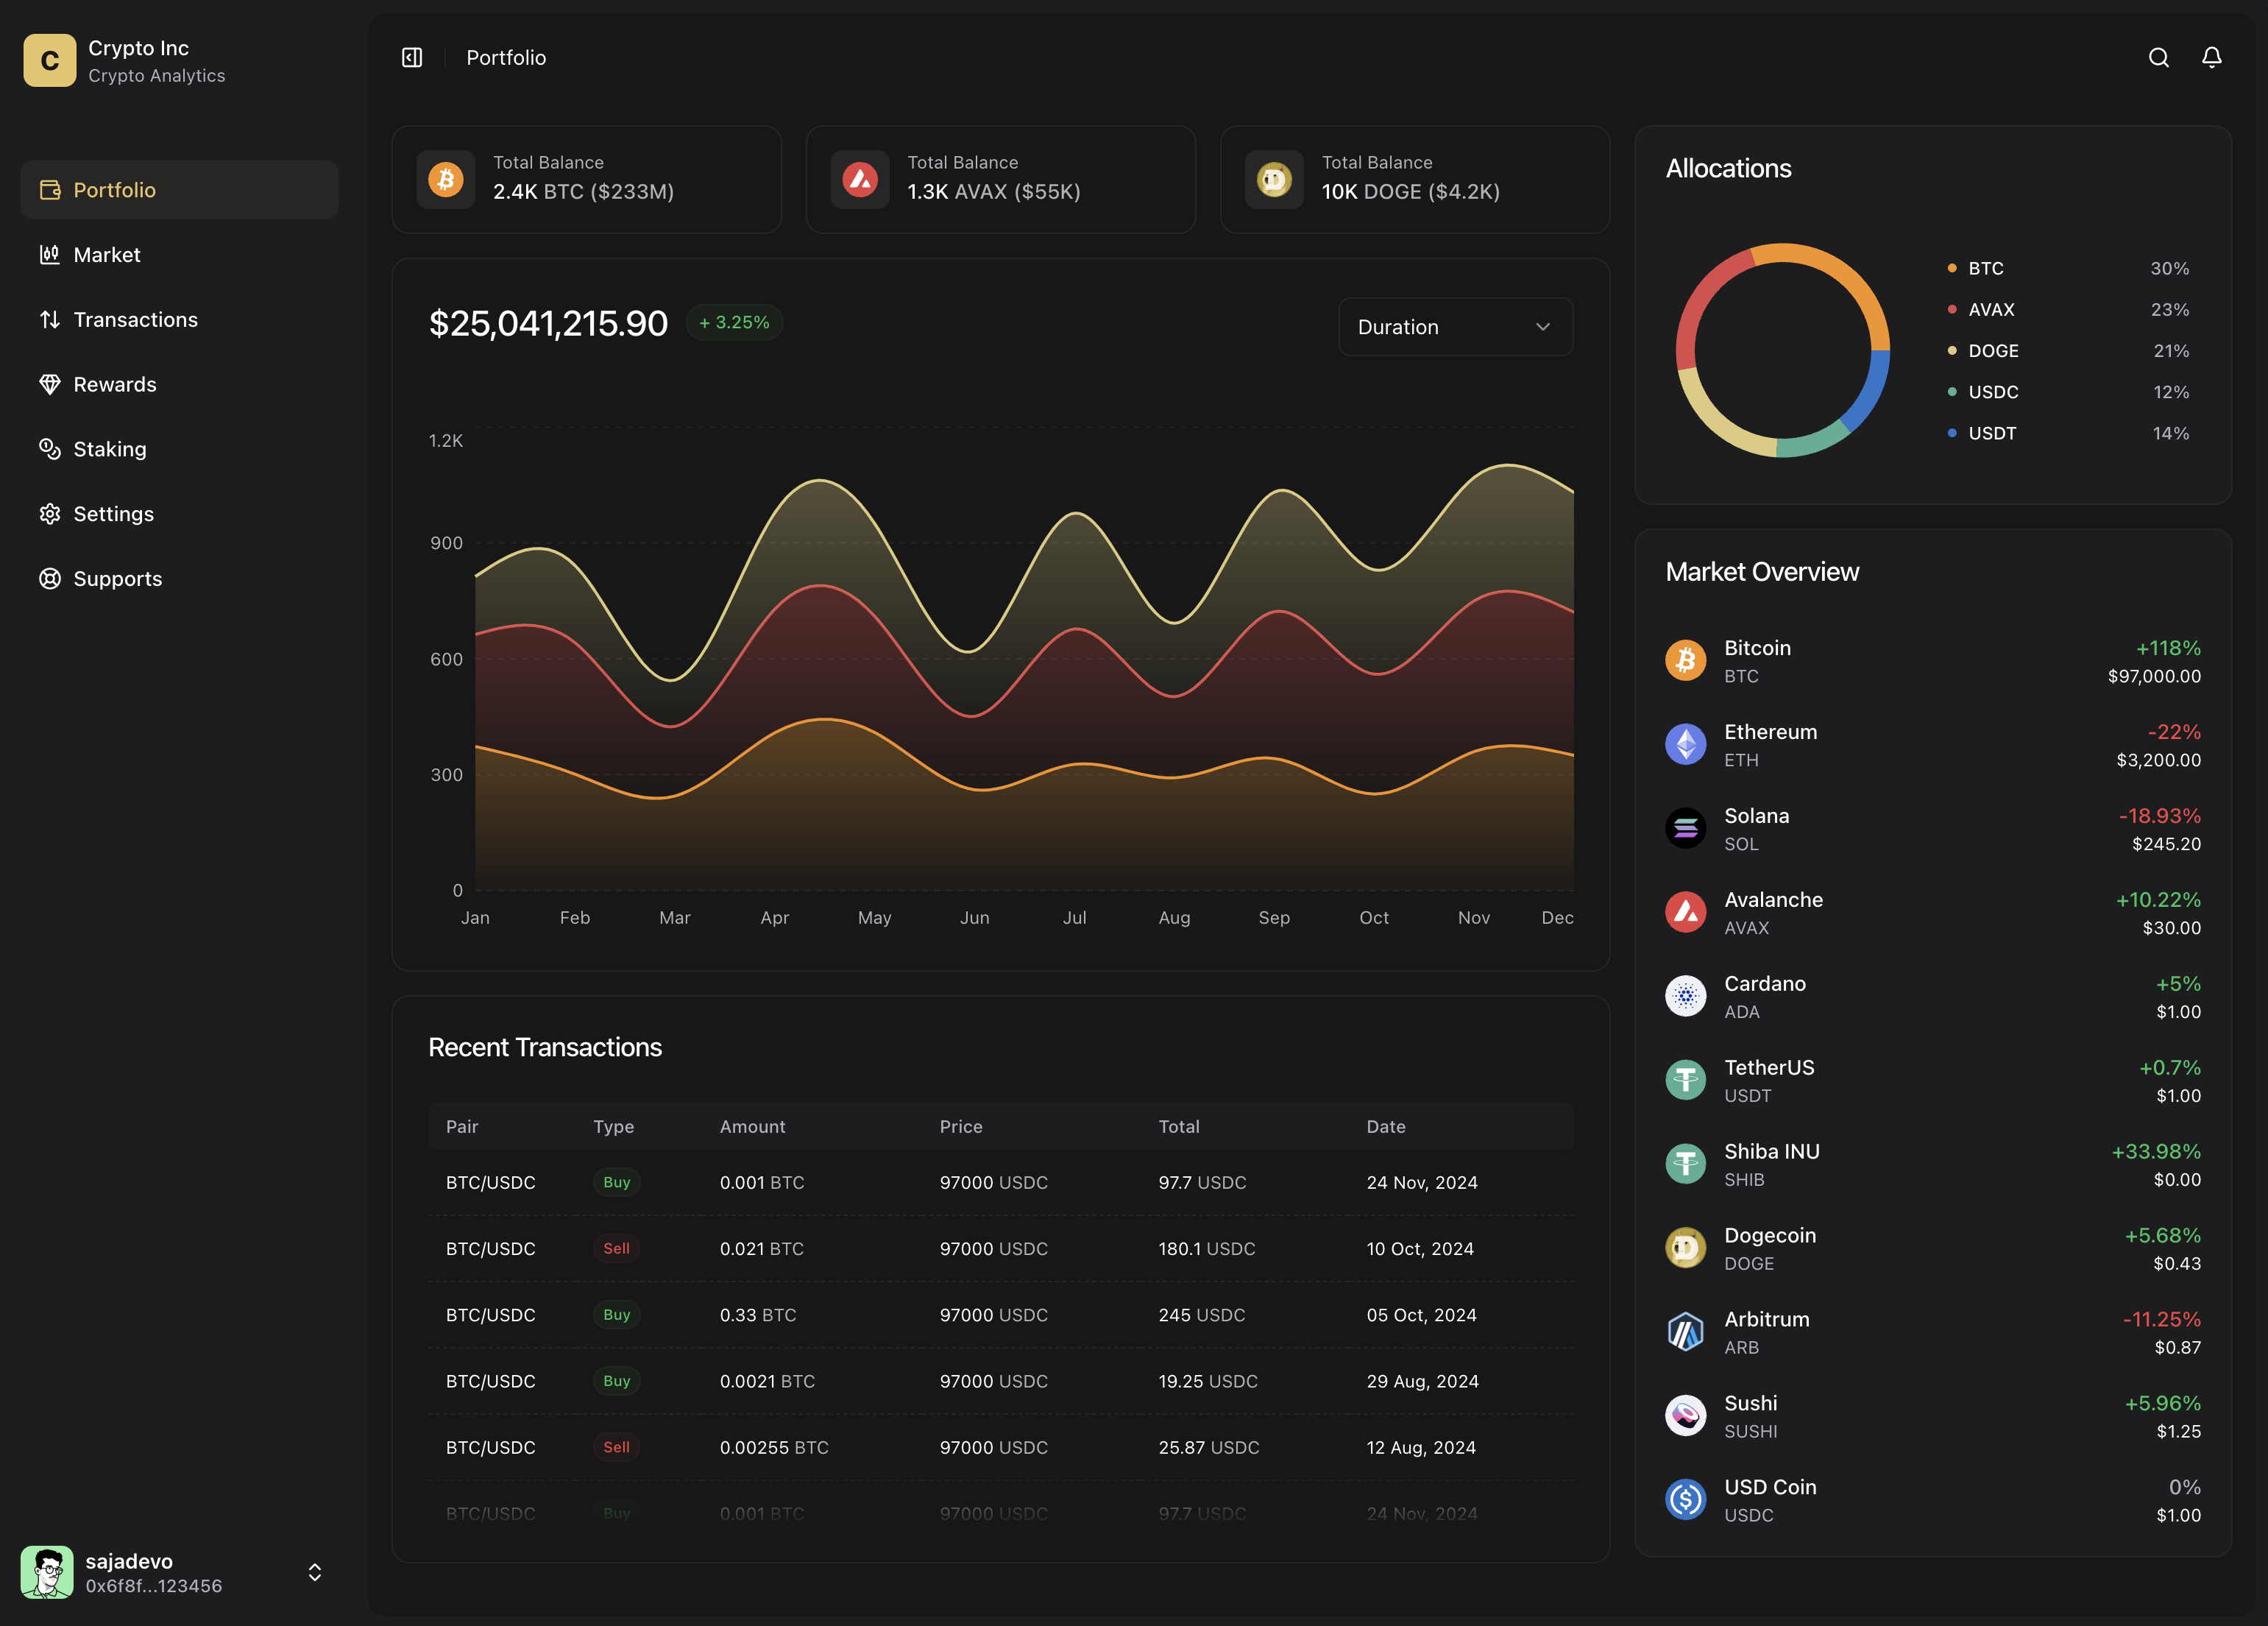 C
Crypto Inc
Crypto Analytics
Portfolio
Market
Transactions
Rewards
Staking
Settings
Supports
sajadevo
0x6f8f...123456
Portfolio
Total Balance
2.4K BTC ($233M)
Total Balance
1.3K AVAX ($55K)
Total Balance
10K DOGE ($4.2K)
$25,041,215.90 + 3.25%
Duration
1.2K
900
600
300
0
Jan Feb Mar Apr May Jun Jul Aug Sep Oct Nov Dec
Recent Transactions
Pair Type Amount Price Total Date
BTC/USDC Buy 0.001 BTC 97000 USDC 97.7 USDC 24 Nov, 2024
BTC/USDC Sell 0.021 BTC 97000 USDC 180.1 USDC 10 Oct, 2024
BTC/USDC Buy 0.33 BTC 97000 USDC 245 USDC 05 Oct, 2024
BTC/USDC Buy 0.0021 BTC 97000 USDC 19.25 USDC 29 Aug, 2024
BTC/USDC Sell 0.00255 BTC 97000 USDC 25.87 USDC 12 Aug, 2024
BTC/USDC Buy 0.001 BTC 97000 USDC 97.7 USDC 24 Nov, 2024
Allocations
BTC 30%
AVAX 23%
DOGE 21%
USDC 12%
USDT 14%
Market Overview
Bitcoin +118%
BTC $97,000.00
Ethereum -22%
ETH $3,200.00
Solana -18.93%
SOL $245.20
Avalanche +10.22%
AVAX $30.00
Cardano +5%
ADA $1.00
TetherUS +0.7%
USDT $1.00
Shiba INU +33.98%
SHIB $0.00
Dogecoin +5.68%
DOGE $0.43
Arbitrum -11.25%
ARB $0.87
Sushi +5.96%
SUSHI $1.25
USD Coin 0%
USDC $1.00